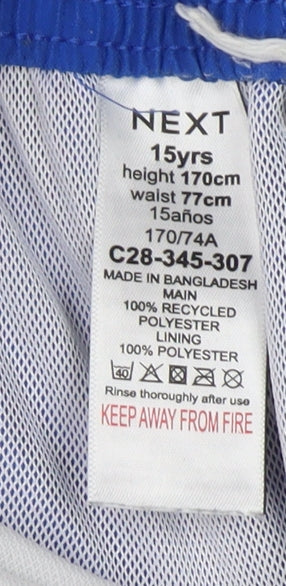 NEXT
15yrs
height 170cm
waist 77cm
15años
170/74A
C28-345-307
MADE IN BANGLADESH
MAIN
100% RECYCLED
POLYESTER
LINING
100% POLYESTER
40
Rinse thoroughly after use
KEEP AWAY FROM FIRE